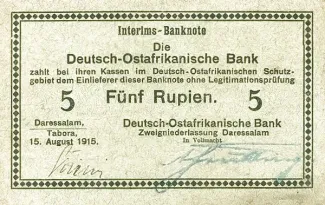 Interims-Banknote
Die
Deutsch-Ostafrikanische Bank
zahlt bei ihren Kassen im Deutsch-Ostafrikanischen Schutz-
gebiet dem Einlieferer dieser Banknote ohne Legitimationsprüfung
5 Fünf Rupien. 5
Daressalam, Deutsch-Ostafrikanische Bank
Tabora, Zweigniederlassung Daressalam
15. August 1915. In Vollmacht